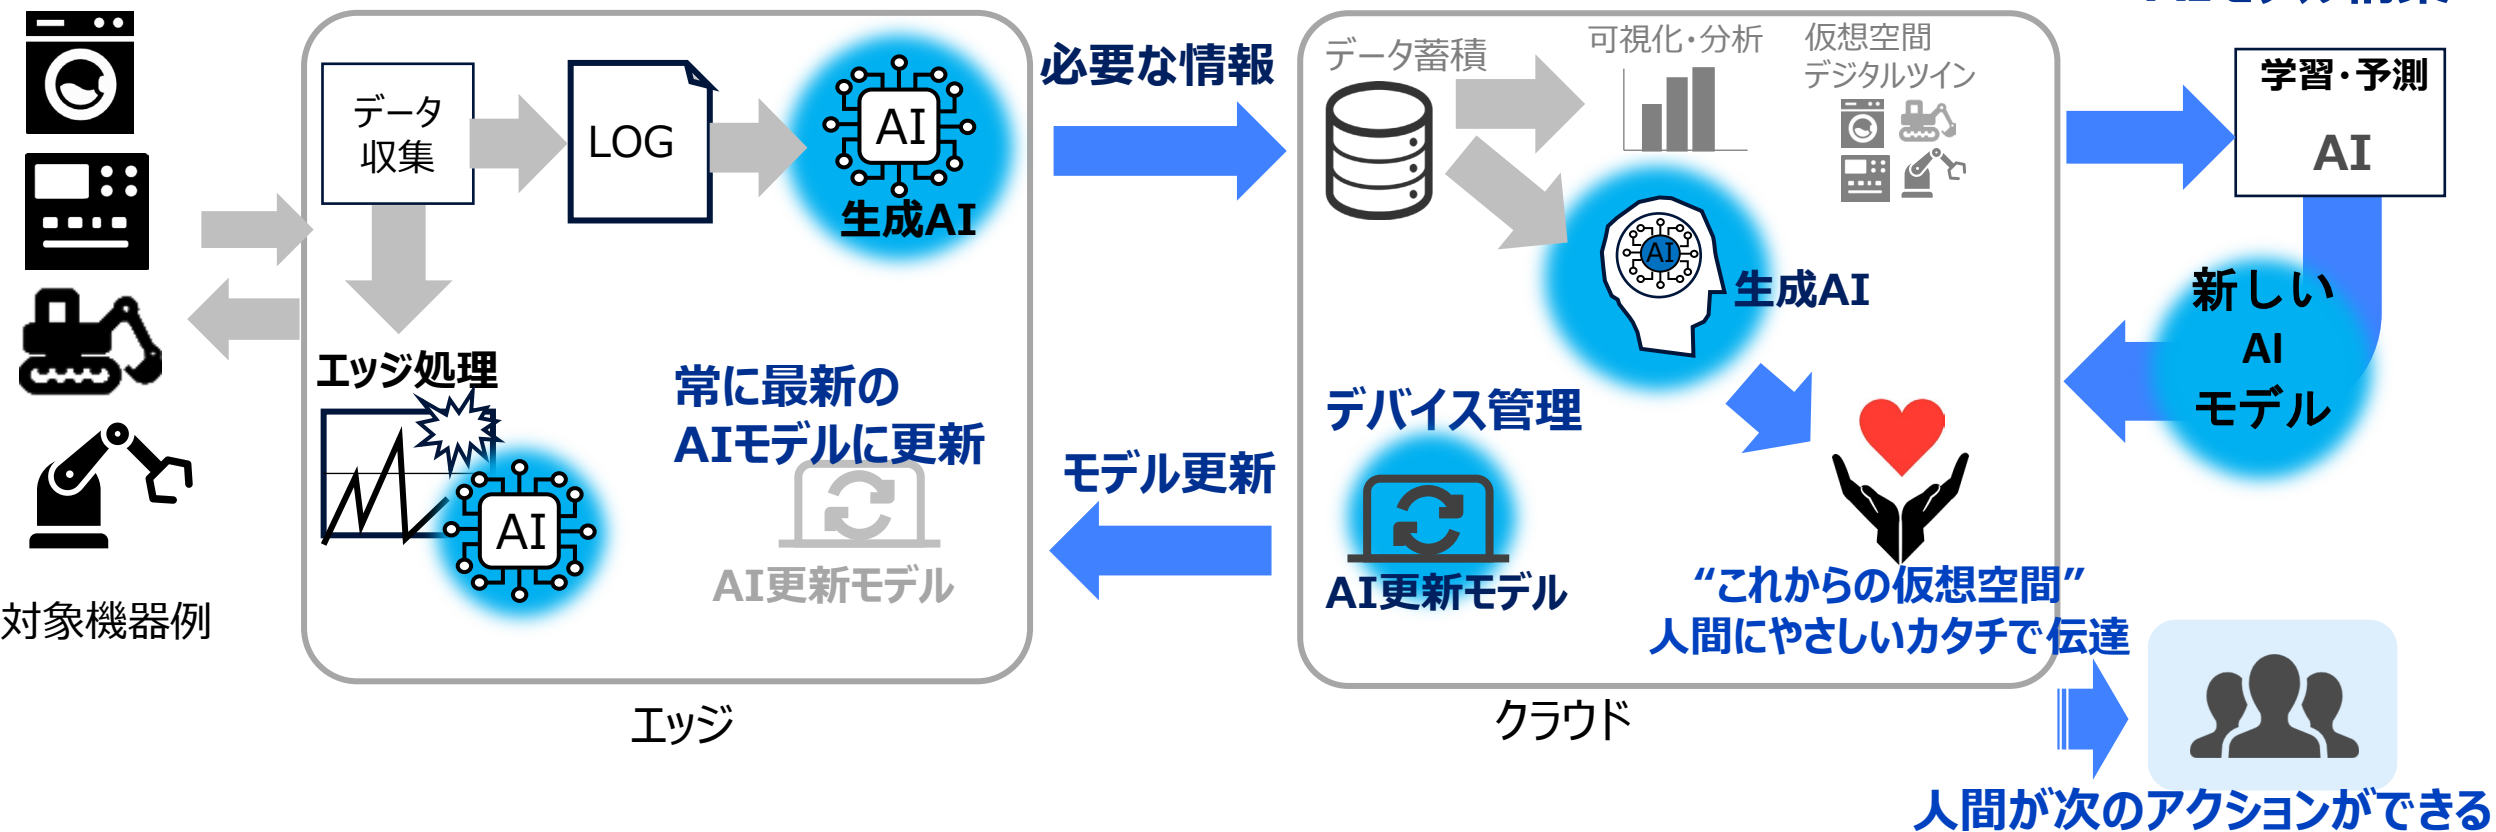 データ
収集
LOG
AI
生成AI
エッジ処理
AI
常に最新の
AIモデルに更新
AI更新モデル
対象機器例
エッジ
必要な情報
モデル更新
データ蓄積
可視化・分析
仮想空間
デジタルツイン
AI
生成AI
デバイス管理
AI更新モデル
“これからの仮想空間”
人間にやさしいカタチで伝達
クラウド
学習・予測
AI
新しい
AI
モデル
人間が次のアクションができる